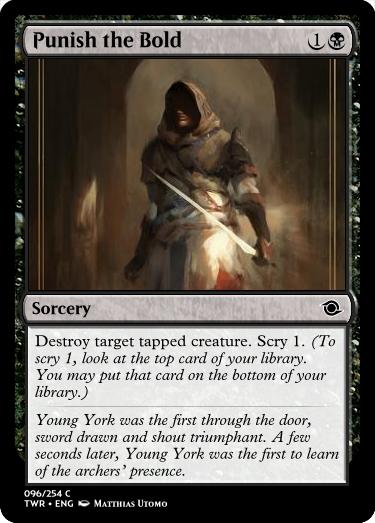 Punish the Bold
1
Sorcery
Destroy target tapped creature. Scry 1. (To
scry 1, look at the top card of your library.
You may put that card on the bottom of your
library.)
Young York was the first through the door,
sword drawn and shout triumphant. A few
seconds later, Young York was the first to learn
of the archers' presence.
096/254 C
TWR • ENG Matthias Utomo